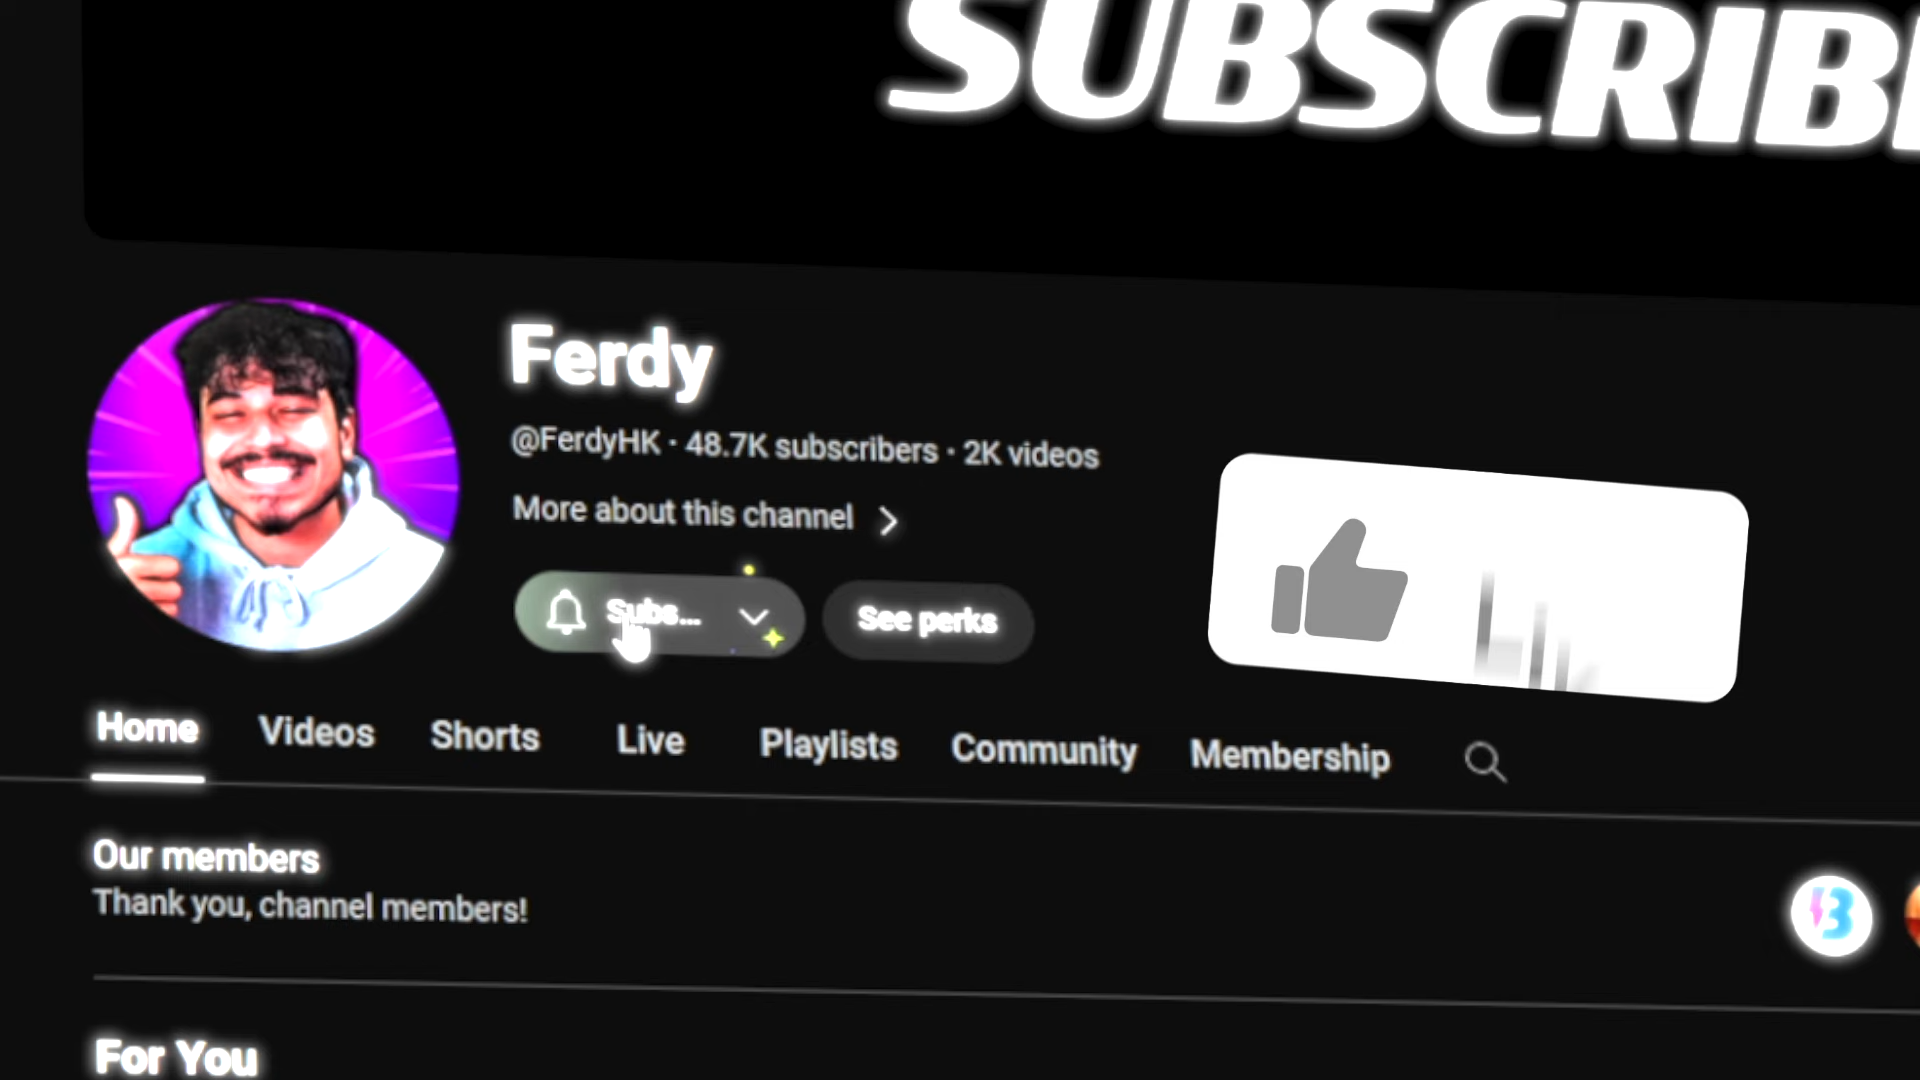 SUBSCRIB
Ferdy
@FerdyHK · 48.7K subscribers · 2K videos
More about this channel
Subs...
See perks
Home Videos Shorts Live Playlists Community Membership
Our members
Thank you, channel members!
B
For You